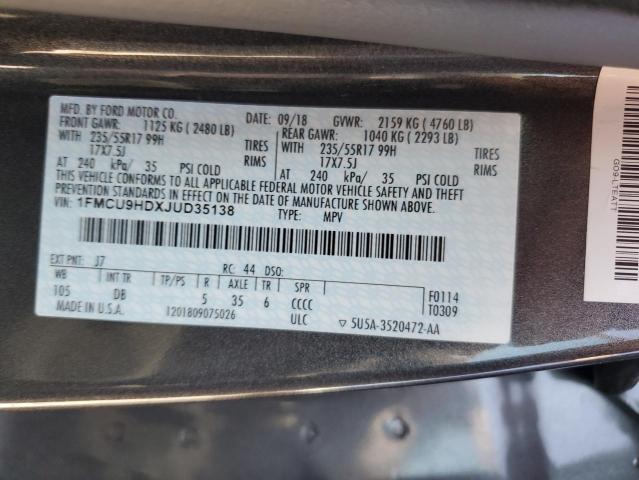 MFD. BY FORD MOTOR CO.
DATE: 09/18 GVWR: 2159 KG (4760 LB)
FRONT GAWR: 1125 KG (2480 LB) REAR GAWR: 1040 KG (2293 LB)
WITH 235/55R17 99H TIRES WITH 235/55R17 99H TIRES
17X7.5J RIMS 17X7.5J RIMS
AT 240 kPa/ 35 PSI COLD AT 240 kPa/ 35 PSI COLD
THIS VEHICLE CONFORMS TO ALL APPLICABLE FEDERAL MOTOR VEHICLE SAFETY AND THEFT
PREVENTION STANDARDS IN EFFECT ON THE DATE OF MANUFACTURE SHOWN ABOVE.
VIN: 1FMCU9HDXJUD35138 TYPE: MPV
EXT PNT: J7 RC: 44 DSO:
WB INT TR TP/PS R AXLE TR SPR
105 DB 5 35 6 CCCC
F0114
T0309
MADE IN U.S.A. 1201809075026 ULC ▽ 5U5A-3520472-AA
G09-LTEATT